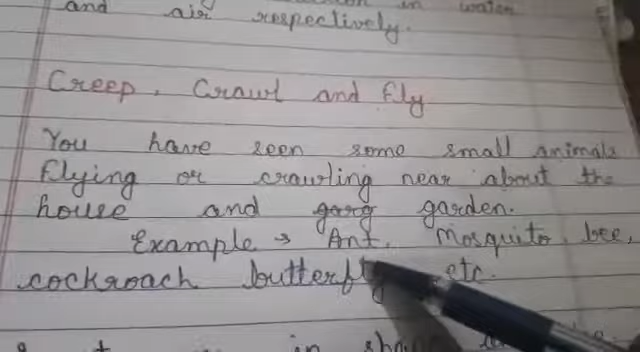 and air respectively.
Creep, Crawl and Fly
You have seen some small animals
flying or crawling near about the
house and garg garden.
Example → Ant, Mosquito, bee,
cockroach butterfly etc.
in